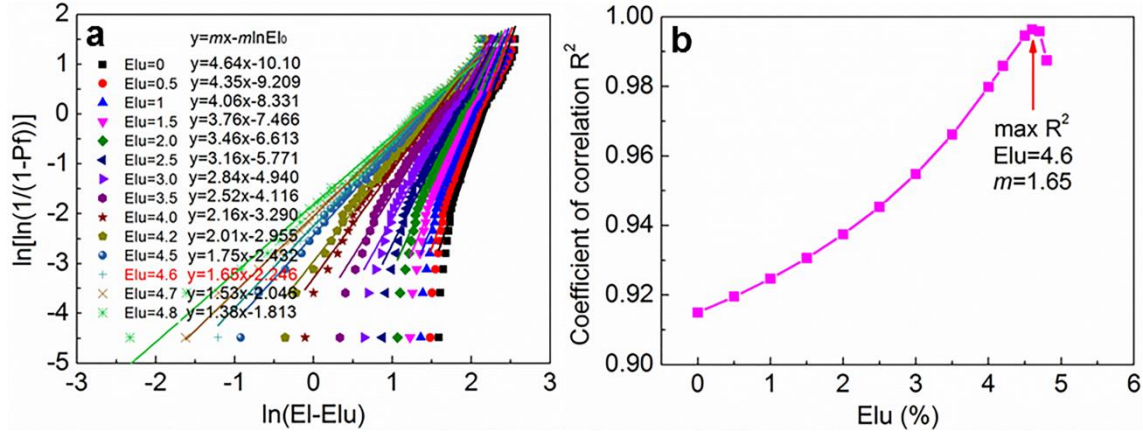 a
y=mx-mlnEl₀
Elu=0 y=4.64x-10.10
Elu=0.5 y=4.35x-9.209
Elu=1 y=4.06x-8.331
Elu=1.5 y=3.76x-7.466
Elu=2.0 y=3.46x-6.613
Elu=2.5 y=3.16x-5.771
Elu=3.0 y=2.84x-4.940
Elu=3.5 y=2.52x-4.116
Elu=4.0 y=2.16x-3.290
Elu=4.2 y=2.01x-2.955
Elu=4.5 y=1.75x-2.432
Elu=4.6 y=1.65x-2.246
Elu=4.7 y=1.53x-2.046
Elu=4.8 y=1.38x-1.813
2
1
0
-1
-2
-3
-4
-5
ln[ln(1/(1-Pf))]
-3 -2 -1 0 1 2 3
ln(El-Elu)
b
1.00
0.98
0.96
0.94
0.92
0.90
Coefficient of correlation R²
max R²
Elu=4.6
m=1.65
0 1 2 3 4 5 6
Elu (%)